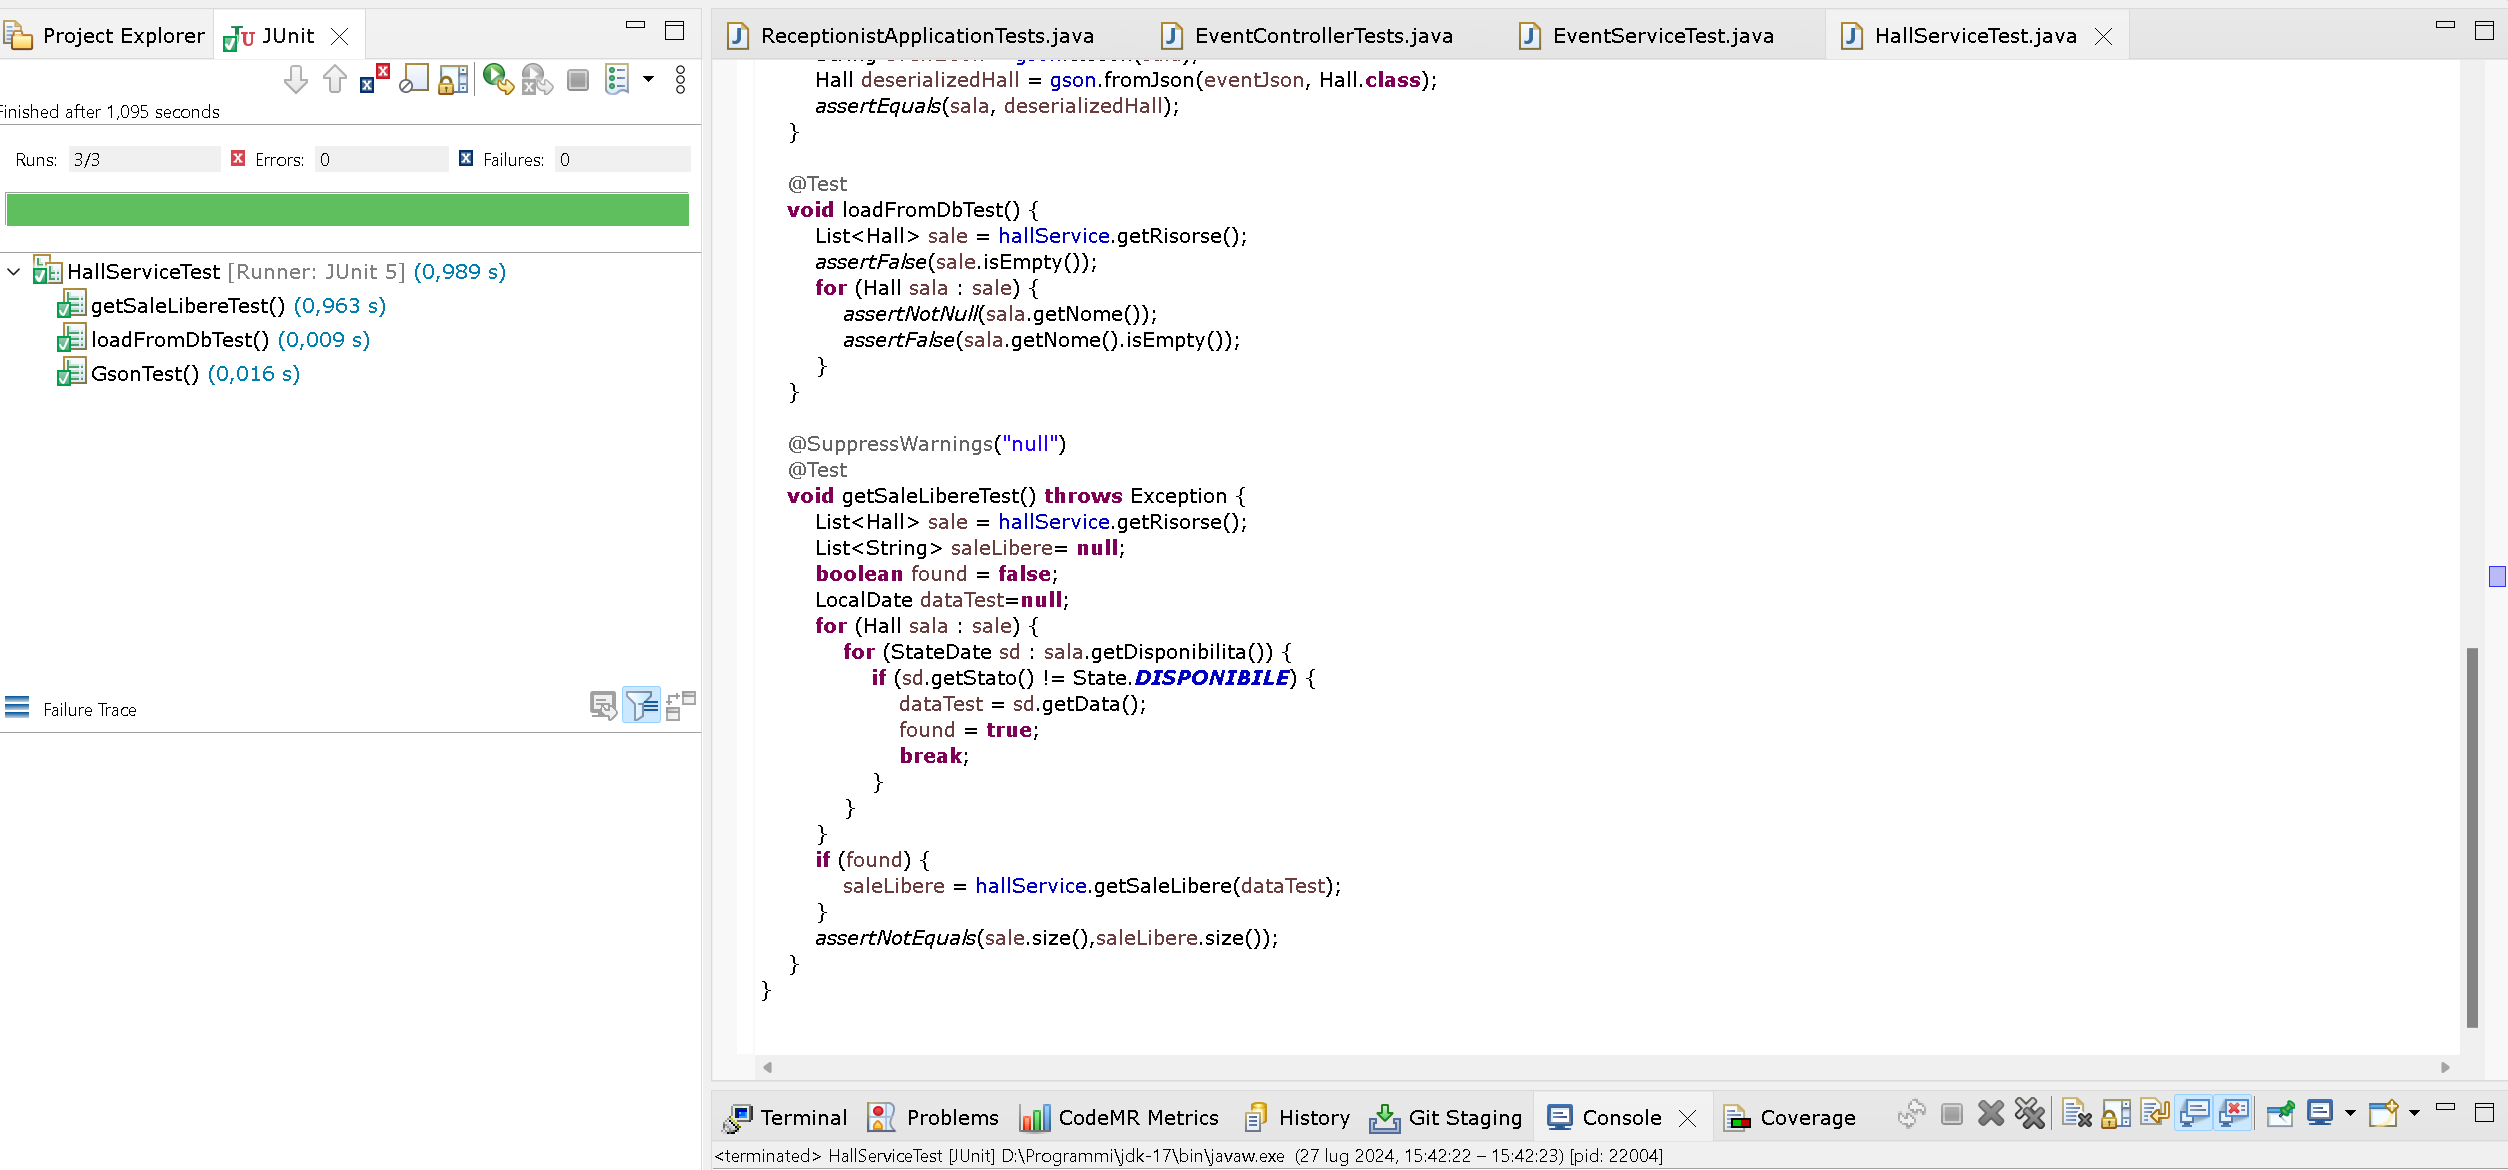 Project Explorer
JUnit
Finished after 1,095 seconds
Runs: 3/3 Errors: 0 Failures: 0
HallServiceTest [Runner: JUnit 5] (0,989 s)
getSaleLibereTest() (0,963 s)
loadFromDbTest() (0,009 s)
GsonTest() (0,016 s)
Failure Trace
ReceptionistApplicationTests.java
EventControllerTests.java
EventServiceTest.java
HallServiceTest.java
Hall deserializedHall = gson.fromJson(eventJson, Hall.class);
assertEquals(sala, deserializedHall);
}
@Test
void loadFromDbTest() {
List<Hall> sale = hallService.getRisorse();
assertFalse(sale.isEmpty());
for (Hall sala : sale) {
assertNotNull(sala.getNome());
assertFalse(sala.getNome().isEmpty());
}
}
@SuppressWarnings("null")
@Test
void getSaleLibereTest() throws Exception {
List<Hall> sale = hallService.getRisorse();
List<String> saleLibere= null;
boolean found = false;
LocalDate dataTest=null;
for (Hall sala : sale) {
for (StateDate sd : sala.getDisponibilita()) {
if (sd.getStato() != State.DISPONIBILE) {
dataTest = sd.getData();
found = true;
break;
}
}
}
if (found) {
saleLibere = hallService.getSaleLibere(dataTest);
}
assertNotEquals(sale.size(),saleLibere.size());
}
}
Terminal
Problems
CodeMR Metrics
History
Git Staging
Console
Coverage
<terminated> HallServiceTest [JUnit] D:\Programmi\jdk-17\bin\javaw.exe (27 lug 2024, 15:42:22 – 15:42:23) [pid: 22004]